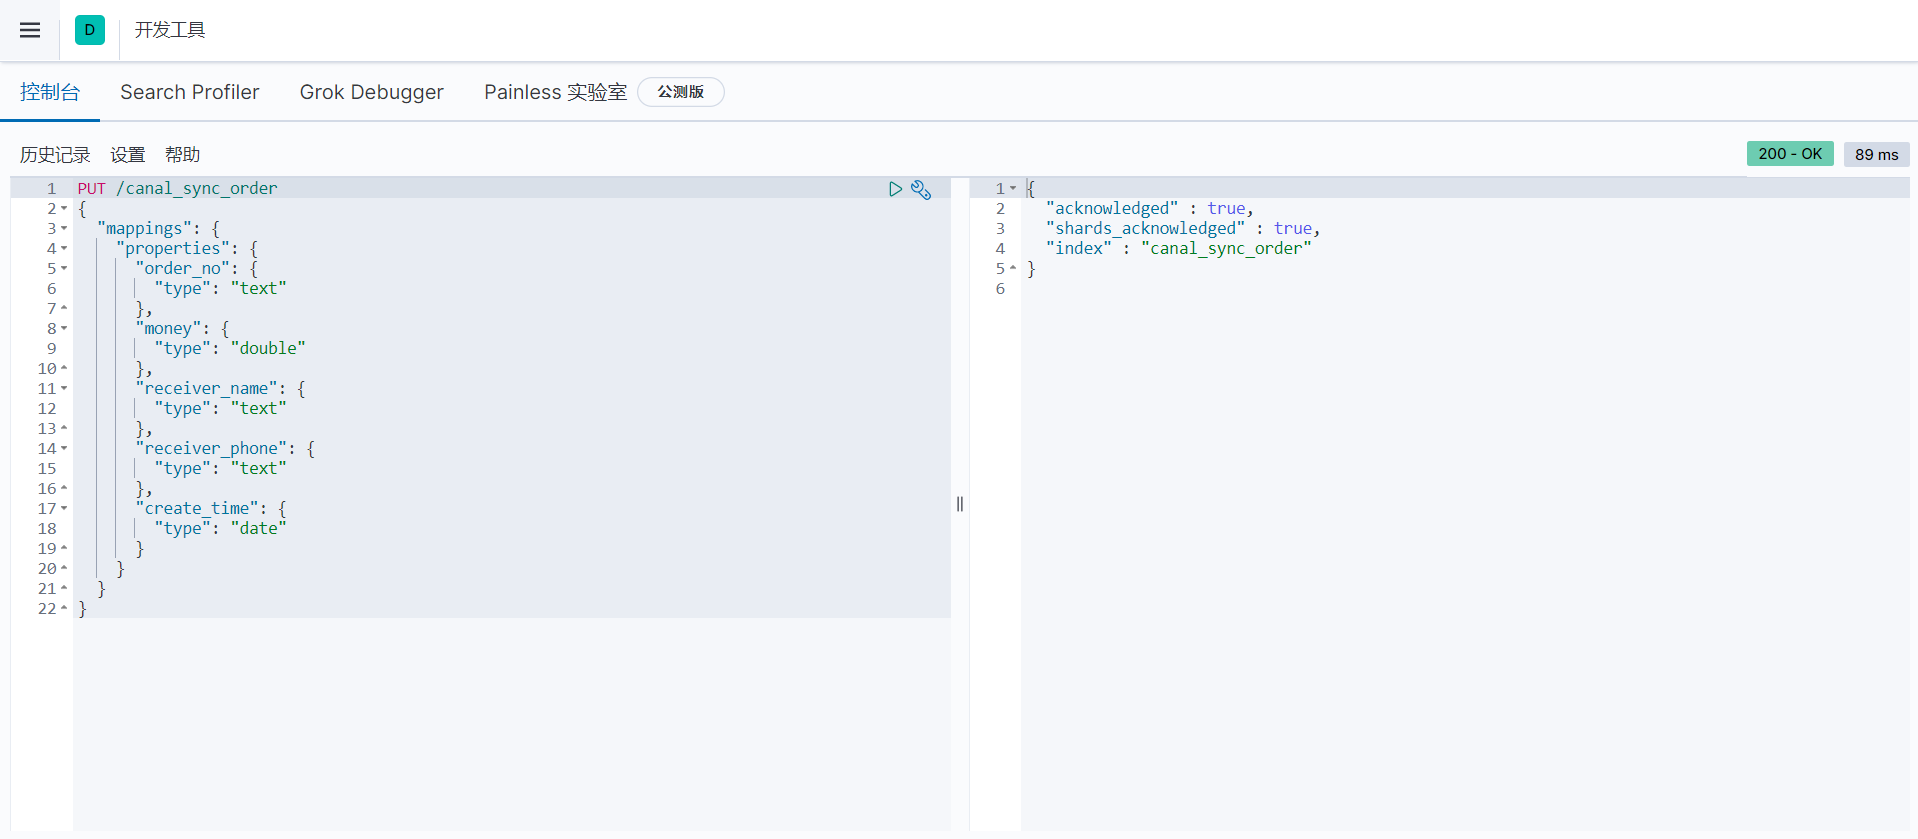 D 开发工具
控制台 Search Profiler Grok Debugger Painless 实验室 公测版
历史记录 设置 帮助 200 - OK 89 ms
1 PUT /canal_sync_order
2 {
3 "mappings": {
4 "properties": {
5 "order_no": {
6 "type": "text"
7 },
8 "money": {
9 "type": "double"
10 },
11 "receiver_name": {
12 "type": "text"
13 },
14 "receiver_phone": {
15 "type": "text"
16 },
17 "create_time": {
18 "type": "date"
19 }
20 }
21 }
22 }
1 {
2 "acknowledged" : true,
3 "shards_acknowledged" : true,
4 "index" : "canal_sync_order"
5 }
6